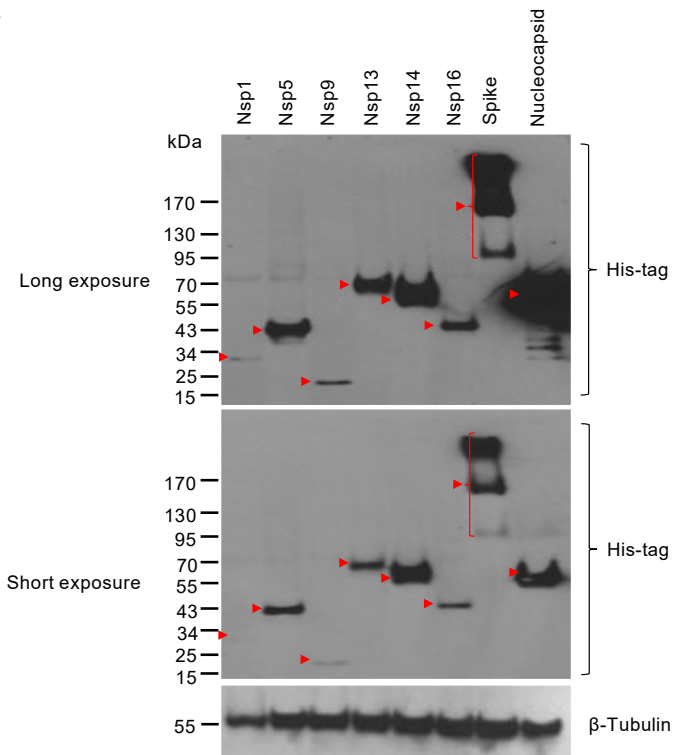 Nsp1
Nsp5
Nsp9
Nsp13
Nsp14
Nsp16
Spike
Nucleocapsid
kDa
170
130
95
70
55
43
34
25
15
Long exposure
His-tag
170
130
95
70
55
43
34
25
15
Short exposure
His-tag
55
β-Tubulin